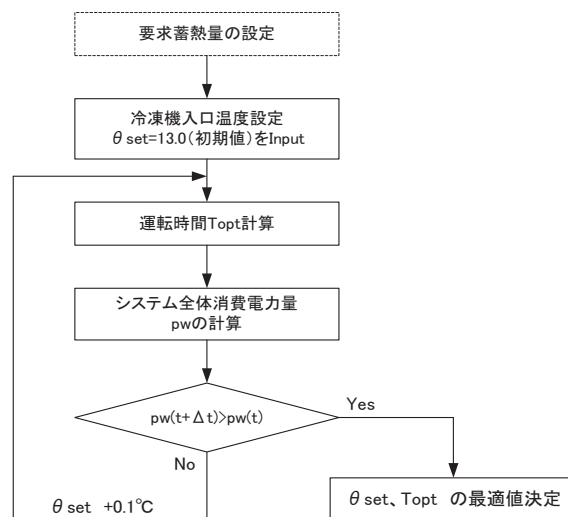 要求蓄熱量の設定
冷凍機入口温度設定
θset=13.0(初期値)をInput
運転時間Topt計算
システム全体消費電力量
pwの計算
pw(t+Δt)>pw(t)
Yes
No
θset +0.1℃
θset、Topt の最適値決定